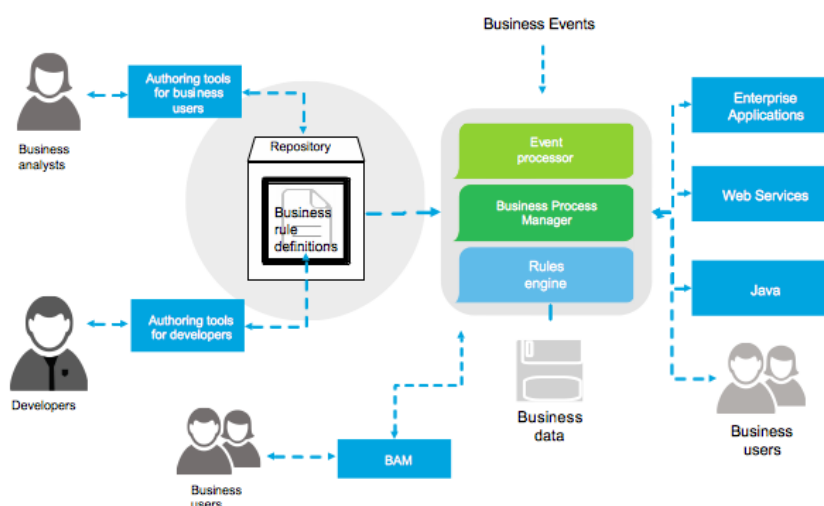 Business Events
Authoring tools
for business
users
Business
analysts
Repository
Business
rule
definitions
Event
processor
Business Process
Manager
Rules
engine
Enterprise
Applications
Web Services
Java
Authoring tools
for developers
Developers
Business
data
Business
users
BAM
Business
users